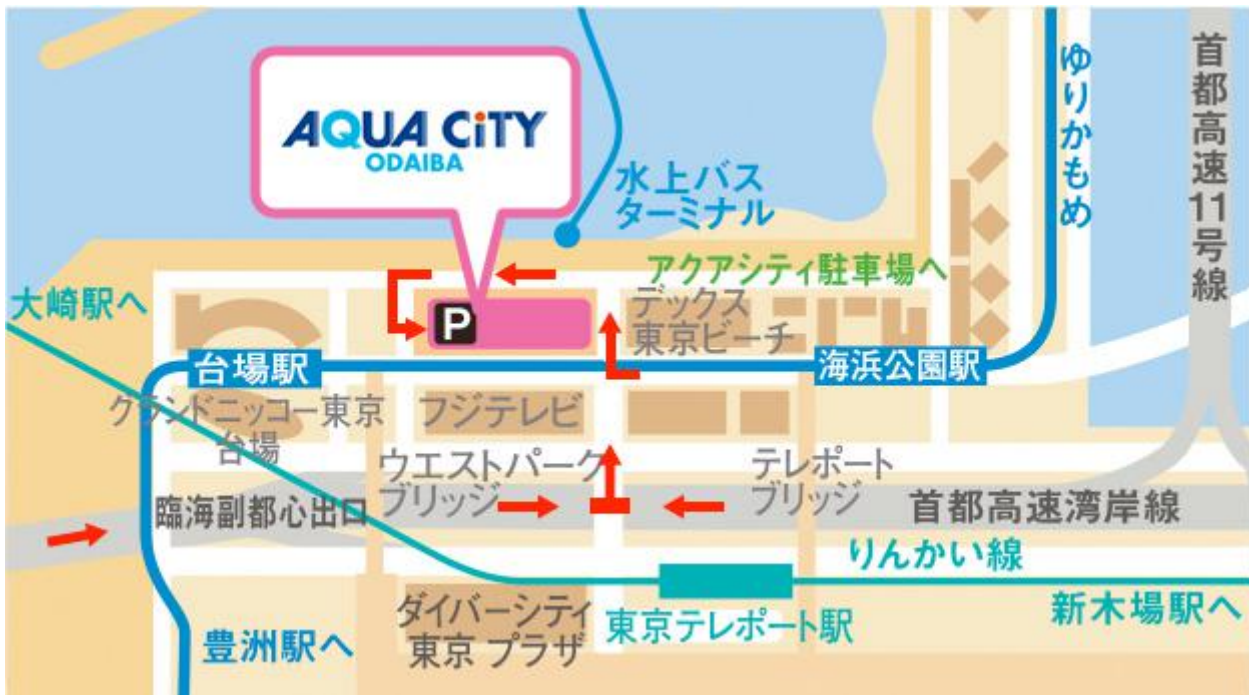 AQUA CiTY
ODAIBA
水上バス
ターミナル
ゆりかもめ
首都高速11号線
アクアシティ駐車場へ
大崎駅へ
P
デックス
東京ビーチ
台場駅
海浜公園駅
グランドニッコー東京
台場
フジテレビ
ウエストパーク
ブリッジ
テレポート
ブリッジ
臨海副都心出口
首都高速湾岸線
りんかい線
ダイバーシティ
東京 プラザ
東京テレポート駅
新木場駅へ
豊洲駅へ